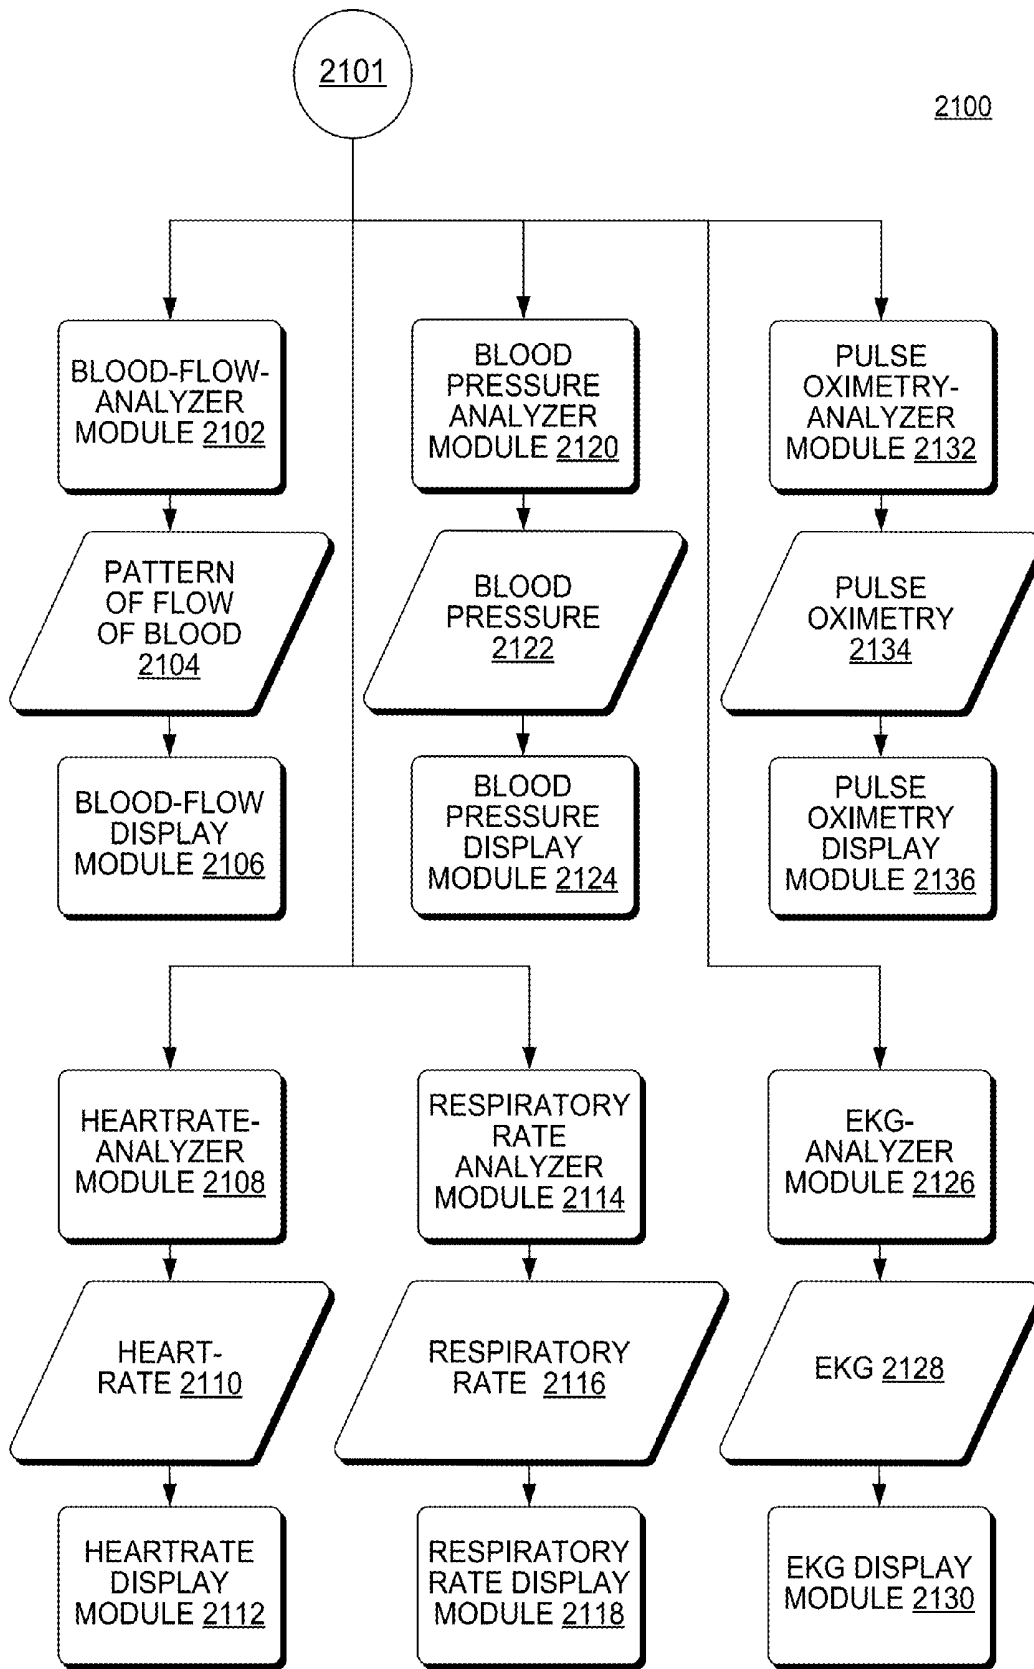 2101
2100
BLOOD-FLOW-
ANALYZER
MODULE 2102
PATTERN
OF FLOW
OF BLOOD
2104
BLOOD-FLOW
DISPLAY
MODULE 2106
BLOOD
PRESSURE
ANALYZER
MODULE 2120
BLOOD
PRESSURE
2122
BLOOD
PRESSURE
DISPLAY
MODULE 2124
PULSE
OXIMETRY-
ANALYZER
MODULE 2132
PULSE
OXIMETRY
2134
PULSE
OXIMETRY
DISPLAY
MODULE 2136
HEARTRATE-
ANALYZER
MODULE 2108
HEART-
RATE 2110
HEARTRATE
DISPLAY
MODULE 2112
RESPIRATORY
RATE
ANALYZER
MODULE 2114
RESPIRATORY
RATE 2116
RESPIRATORY
RATE DISPLAY
MODULE 2118
EKG-
ANALYZER
MODULE 2126
EKG 2128
EKG DISPLAY
MODULE 2130